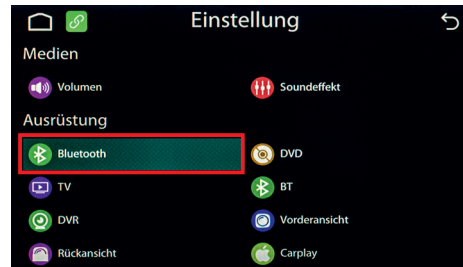 Einstellung
Medien
Volumen
Soundeffekt
Ausrüstung
Bluetooth
DVD
TV
BT
DVR
Vorderansicht
Rückansicht
Carplay